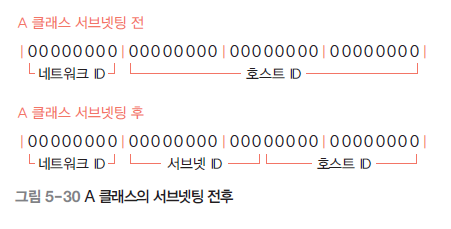 A 클래스 서브넷팅 전
|00000000|00000000|00000000|00000000|
네트워크 ID 호스트 ID
A 클래스 서브넷팅 후
|00000000|00000000|00000000|00000000|
네트워크 ID 서브넷 ID 호스트 ID
그림 5-30 A 클래스의 서브넷팅 전후